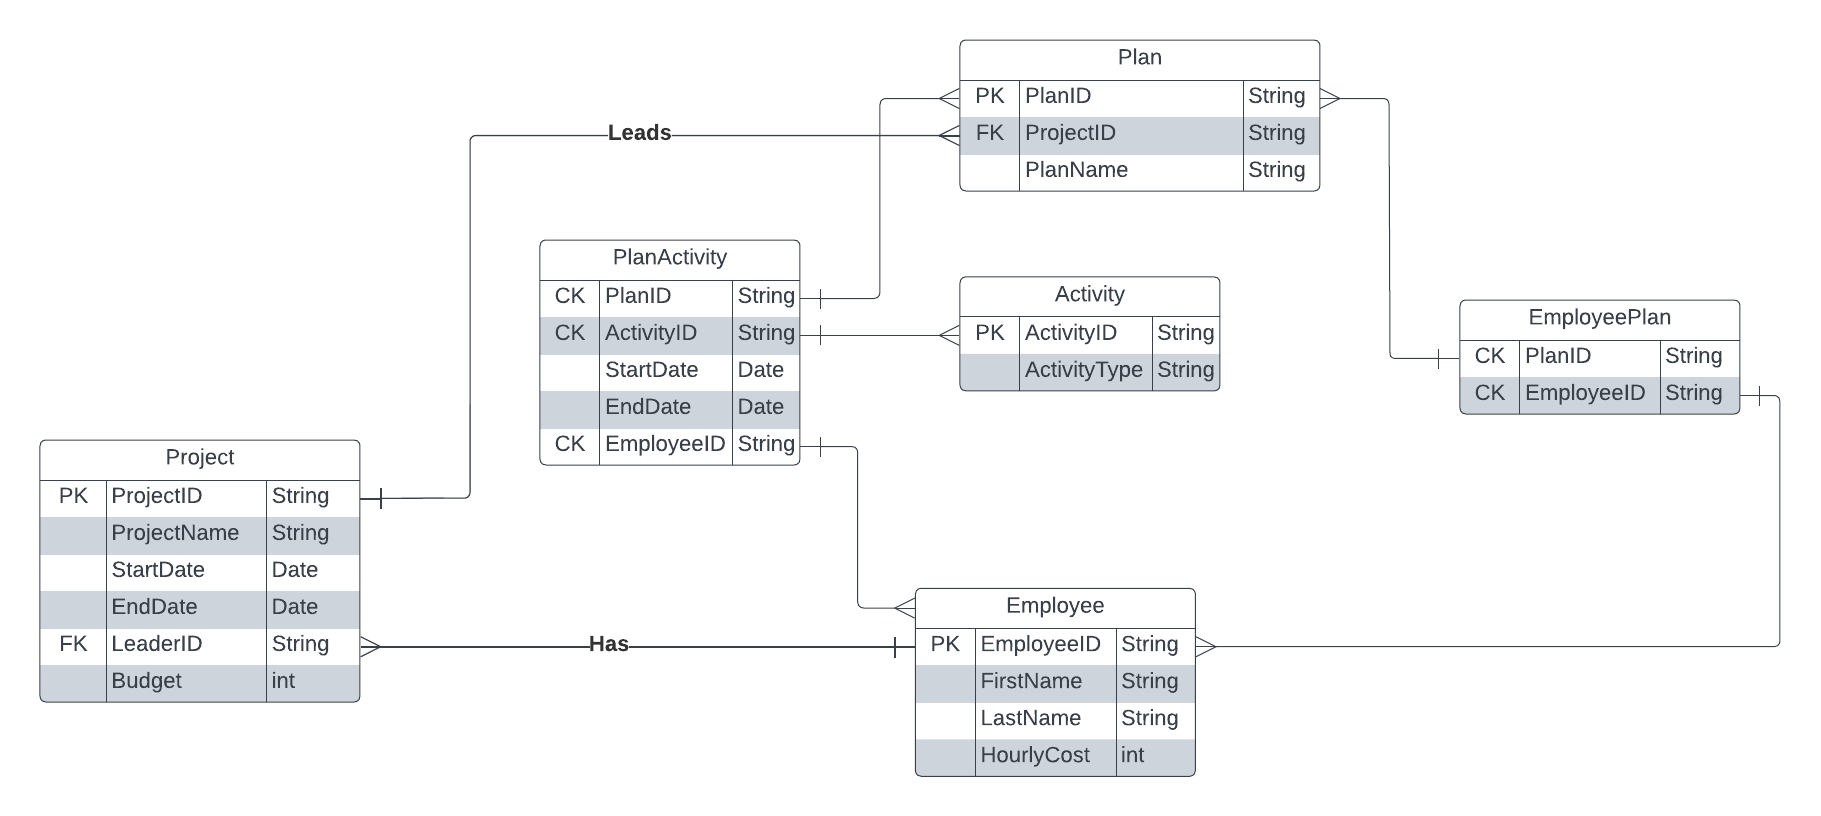 Plan
PK PlanID String
FK ProjectID String
PlanName String
Leads
PlanActivity
CK PlanID String
CK ActivityID String
StartDate Date
EndDate Date
CK EmployeeID String
Activity
PK ActivityID String
ActivityType String
EmployeePlan
CK PlanID String
CK EmployeeID String
Project
PK ProjectID String
ProjectName String
StartDate Date
EndDate Date
FK LeaderID String
Budget int
Has
Employee
PK EmployeeID String
FirstName String
LastName String
HourlyCost int